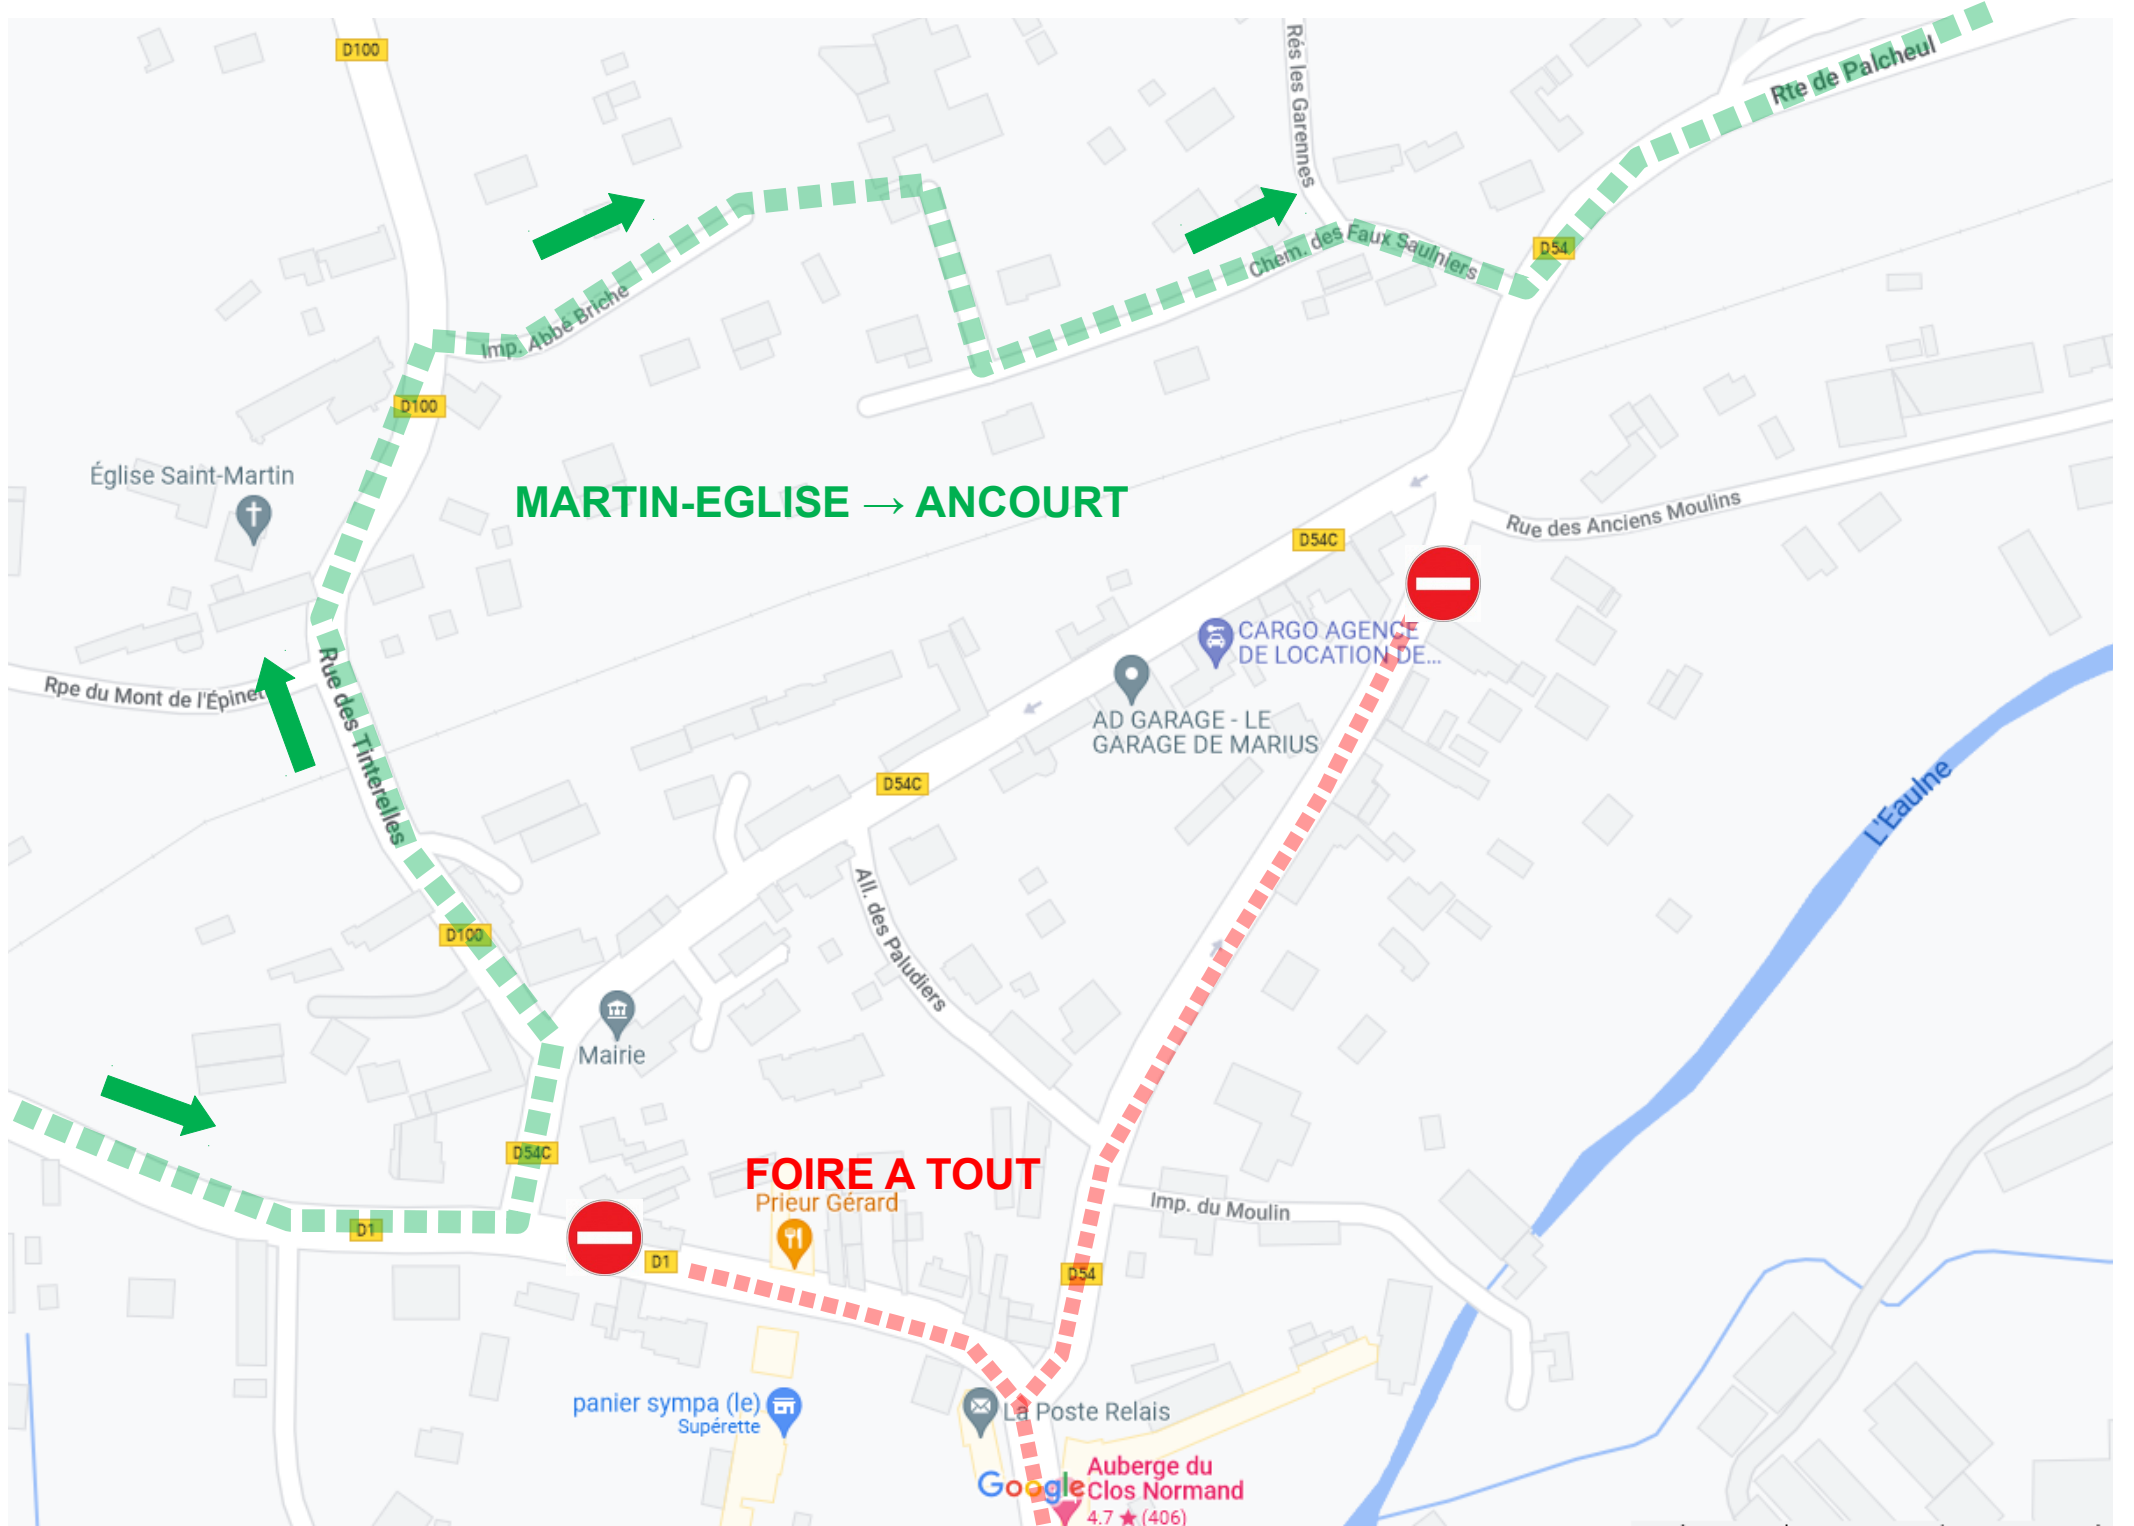 D100
Rés les Garennes
Rte de Palcheul
Chem. des Faux Saulniers
D54
Imp. Abbé Briche
D100
Église Saint-Martin
MARTIN-EGLISE → ANCOURT
Rue des Anciens Moulins
D54C
CARGO AGENCE
DE LOCATION DE...
Rpe du Mont de l'Épinet
Rue des Tinterelles
AD GARAGE - LE
GARAGE DE MARIUS
D54C
L'Eaulne
All. des Paludiers
D100
Mairie
D54C
FOIRE A TOUT
Prieur Gérard
Imp. du Moulin
D1
D1
D54
panier sympa (le)
Supérette
La Poste Relais
Auberge du
Clos Normand
4.7 ★ (406)
Google